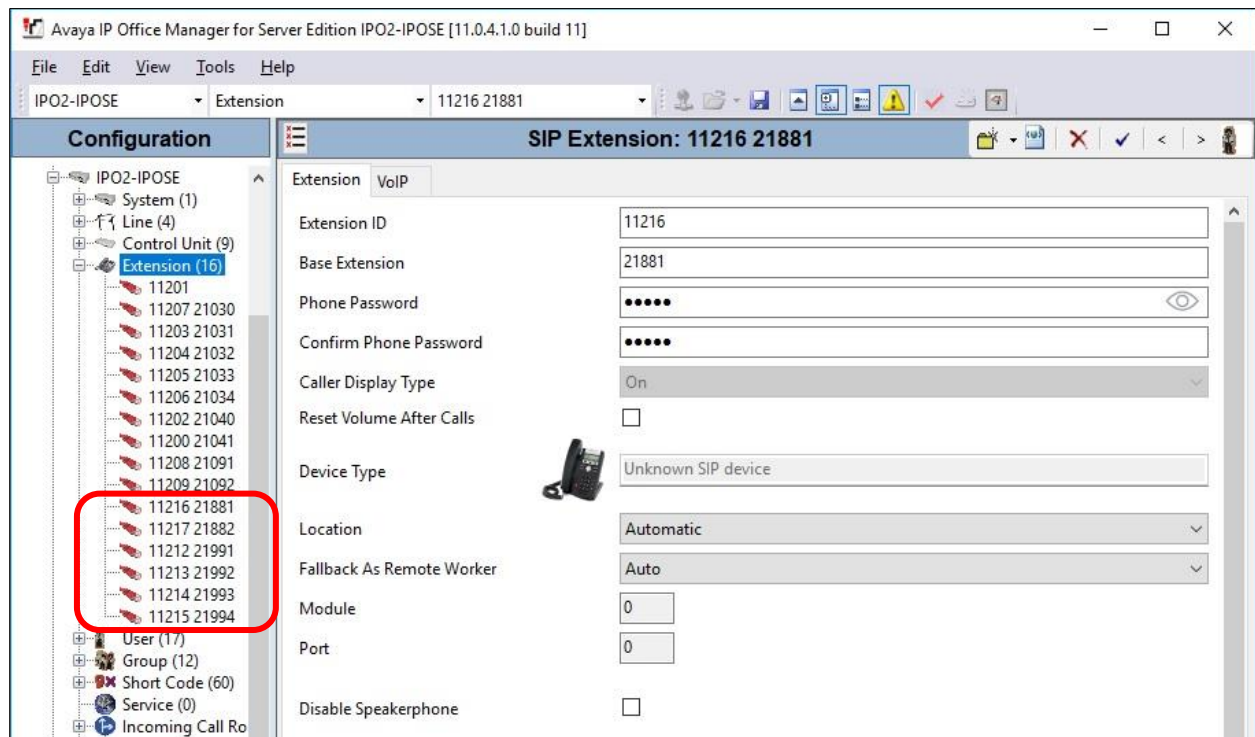 Avaya IP Office Manager for Server Edition IPO2-IPOSE [11.0.4.1.0 build 11]
File Edit View Tools Help
IPO2-IPOSE Extension 11216 21881
Configuration
IPO2-IPOSE
System (1)
Line (4)
Control Unit (9)
Extension (16)
11201
11207 21030
11203 21031
11204 21032
11205 21033
11206 21034
11202 21040
11200 21041
11208 21091
11209 21092
11216 21881
11217 21882
11212 21991
11213 21992
11214 21993
11215 21994
User (17)
Group (12)
Short Code (60)
Service (0)
Incoming Call Ro
SIP Extension: 11216 21881
Extension VoIP
Extension ID 11216
Base Extension 21881
Phone Password •••••
Confirm Phone Password •••••
Caller Display Type On
Reset Volume After Calls
Device Type Unknown SIP device
Location Automatic
Fallback As Remote Worker Auto
Module 0
Port 0
Disable Speakerphone